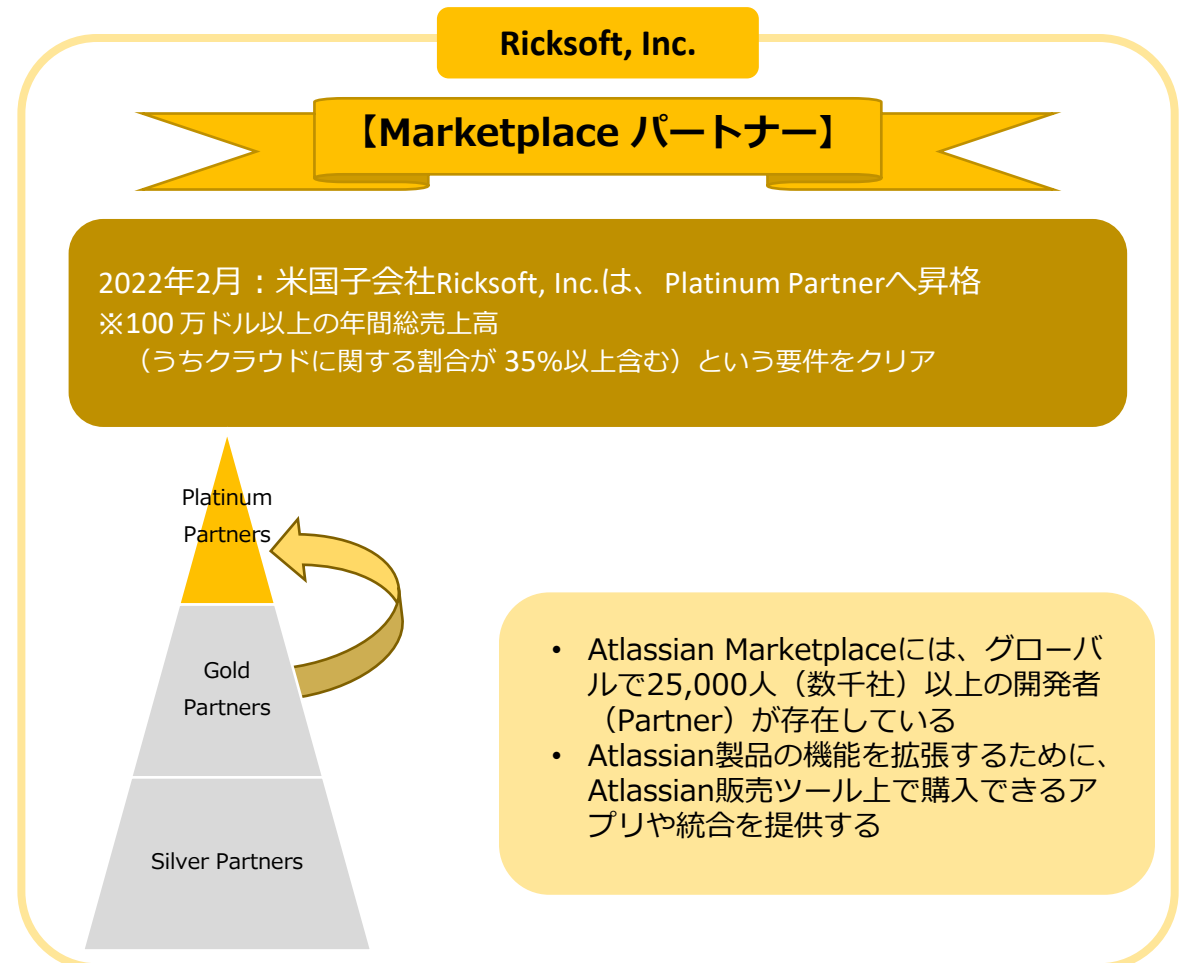 Ricksoft, Inc.
【Marketplace パートナー】
2022年2月：米国子会社Ricksoft, Inc.は、Platinum Partnerへ昇格
※100 万ドル以上の年間総売上高
（うちクラウドに関する割合が 35%以上含む）という要件をクリア
Platinum
Partners
Gold
Partners
Silver Partners
• Atlassian Marketplaceには、グローバ
ルで25,000人（数千社）以上の開発者
（Partner）が存在している
• Atlassian製品の機能を拡張するために、
Atlassian販売ツール上で購入できるア
プリや統合を提供する